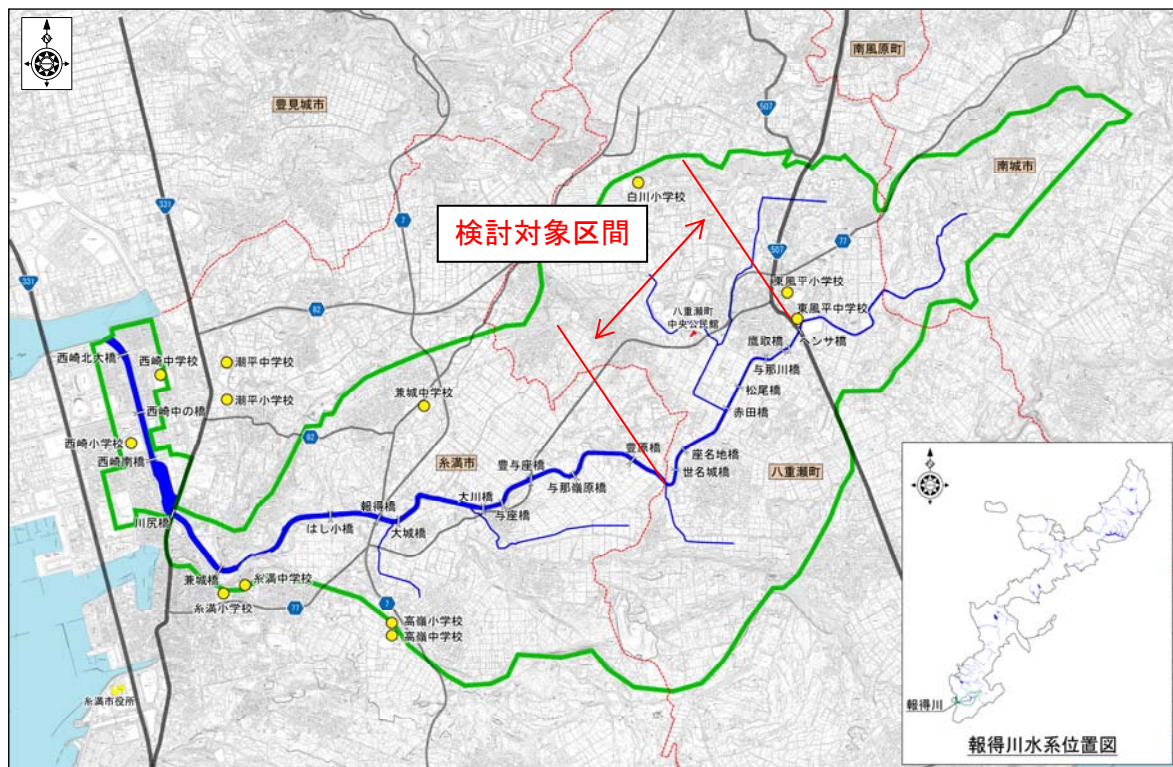 南風原町
豊見城市
507
南城市
331
白川小学校
7
検討対象区間
77
507
82
東風平小学校
八重瀬町
中央公民館
東風平中学校
331
鷹取橋
ヘンサ橋
与那川橋
西崎北大橋
西崎中学校
潮平中学校
松尾橋
兼城中学校
潮平小学校
赤田橋
西崎中の橋
82
西崎小学校
豊原橋
座名地橋
西崎南橋
糸満市
豊与座橋
世名城橋
八重瀬町
与那嶺原橋
大川橋
報得橋
与座橋
川尻橋
はし小橋
大城橋
兼城橋
糸満中学校
糸満小学校
77
7
高嶺小学校
高嶺中学校
糸満市役所
報得川
報得川水系位置図